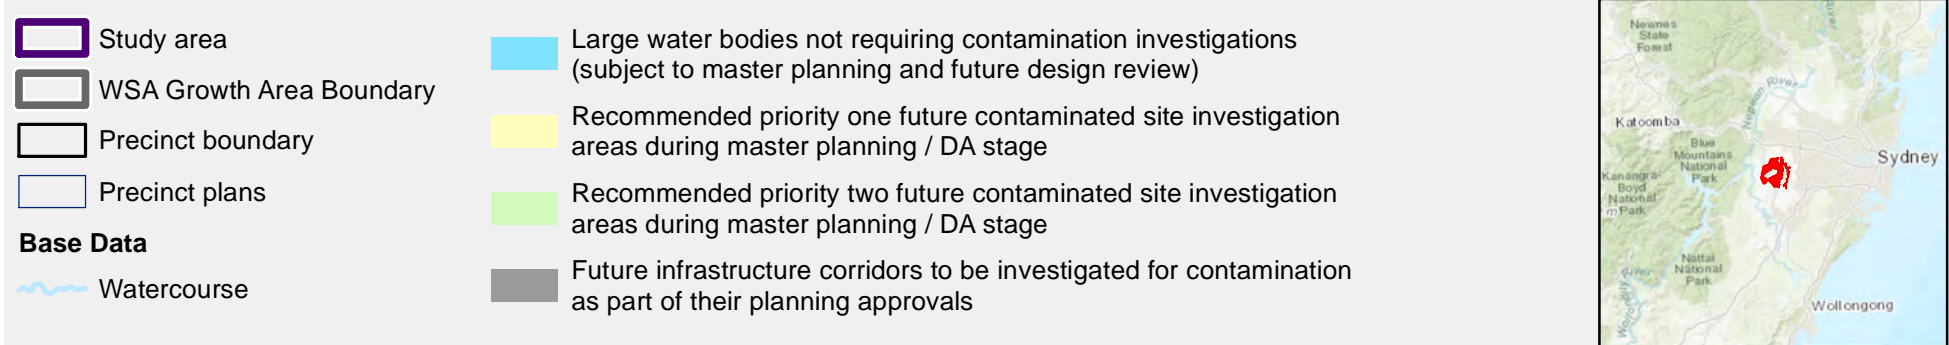 Study area
WSA Growth Area Boundary
Precinct boundary
Precinct plans
Base Data
Watercourse
Large water bodies not requiring contamination investigations
(subject to master planning and future design review)
Recommended priority one future contaminated site investigation
areas during master planning / DA stage
Recommended priority two future contaminated site investigation
areas during master planning / DA stage
Future infrastructure corridors to be investigated for contamination
as part of their planning approvals
Newnes
State
Forest
Nepean River
Katoomba
Blue
Mountains
National
Park
Sydney
Kanangra-
Boyd
National
Park
Nattai
National
Park
Wollondilly River
Wollongong